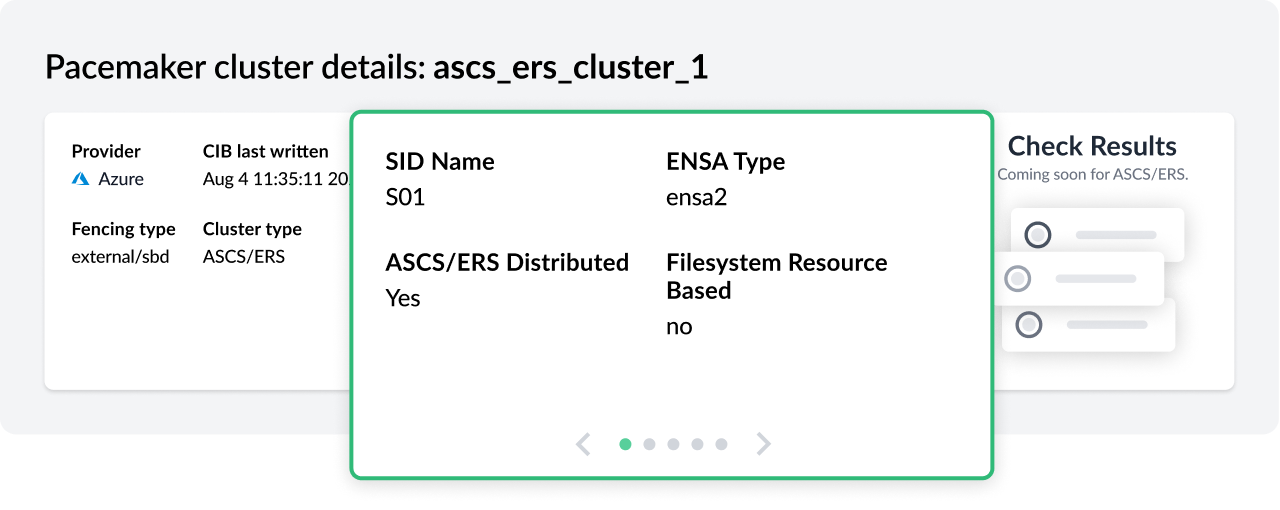 Pacemaker cluster details: ascs_ers_cluster_1
Provider
Azure
CIB last written
Aug 4 11:35:11 20
Fencing type
external/sbd
Cluster type
ASCS/ERS
SID Name
S01
ENSA Type
ensa2
ASCS/ERS Distributed
Yes
Filesystem Resource
Based
no
Check Results
Coming soon for ASCS/ERS.